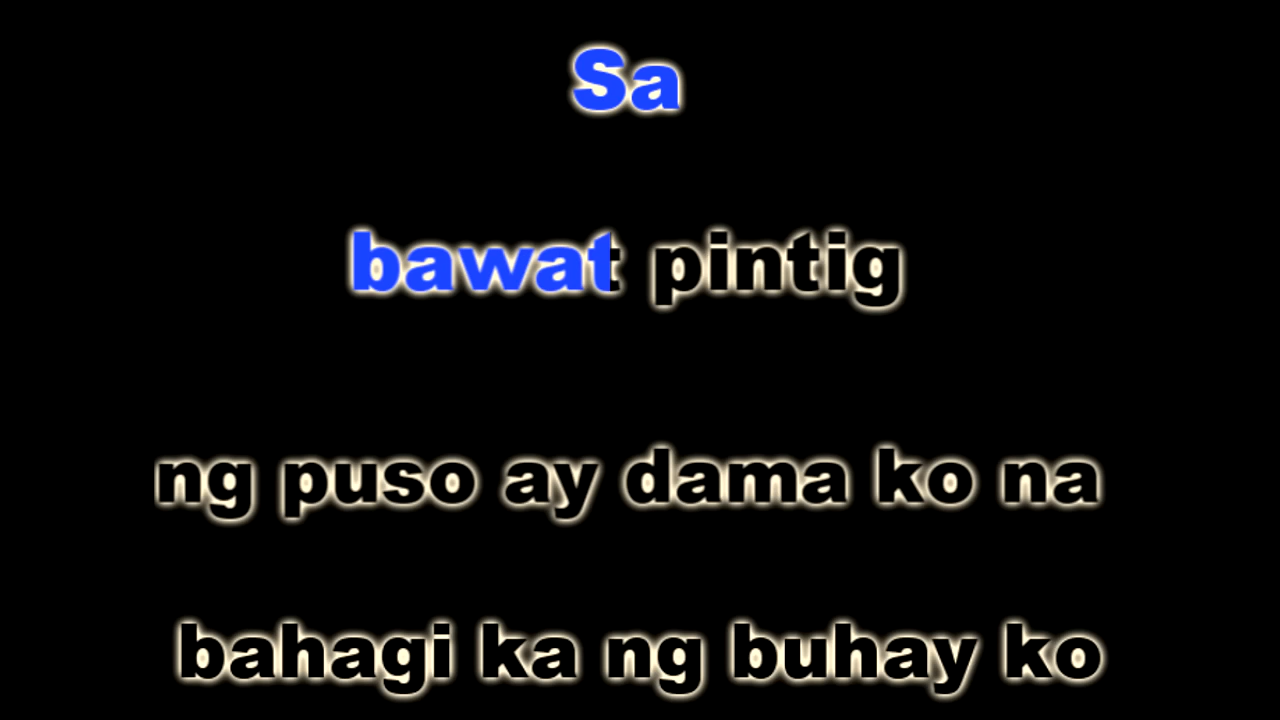 Sa
bawat pintig
ng puso ay dama ko na
bahagi ka ng buhay ko